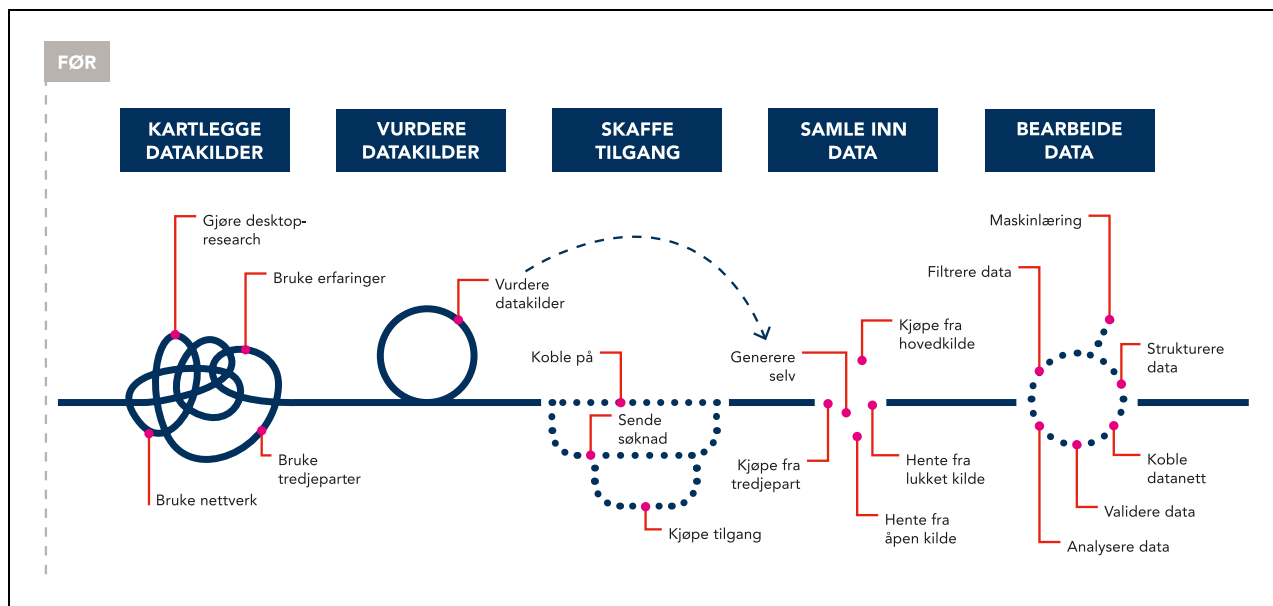 FØR
KARTLEGGE
DATAKILDER
VURDERE
DATAKILDER
SKAFFE
TILGANG
SAMLE INN
DATA
BEARBEIDE
DATA
Gjøre desktop-
research
Bruke erfaringer
Bruke nettverk
Bruke
tredjeparter
Vurdere
datakilder
Koble på
Sende
søknad
Kjøpe tilgang
Generere
selv
Kjøpe fra
hovedkilde
Kjøpe fra
tredjepart
Hente fra
lukket kilde
Hente fra
åpen kilde
Maskinlæring
Filtrere data
Strukturere
data
Koble
datanett
Validere data
Analysere data